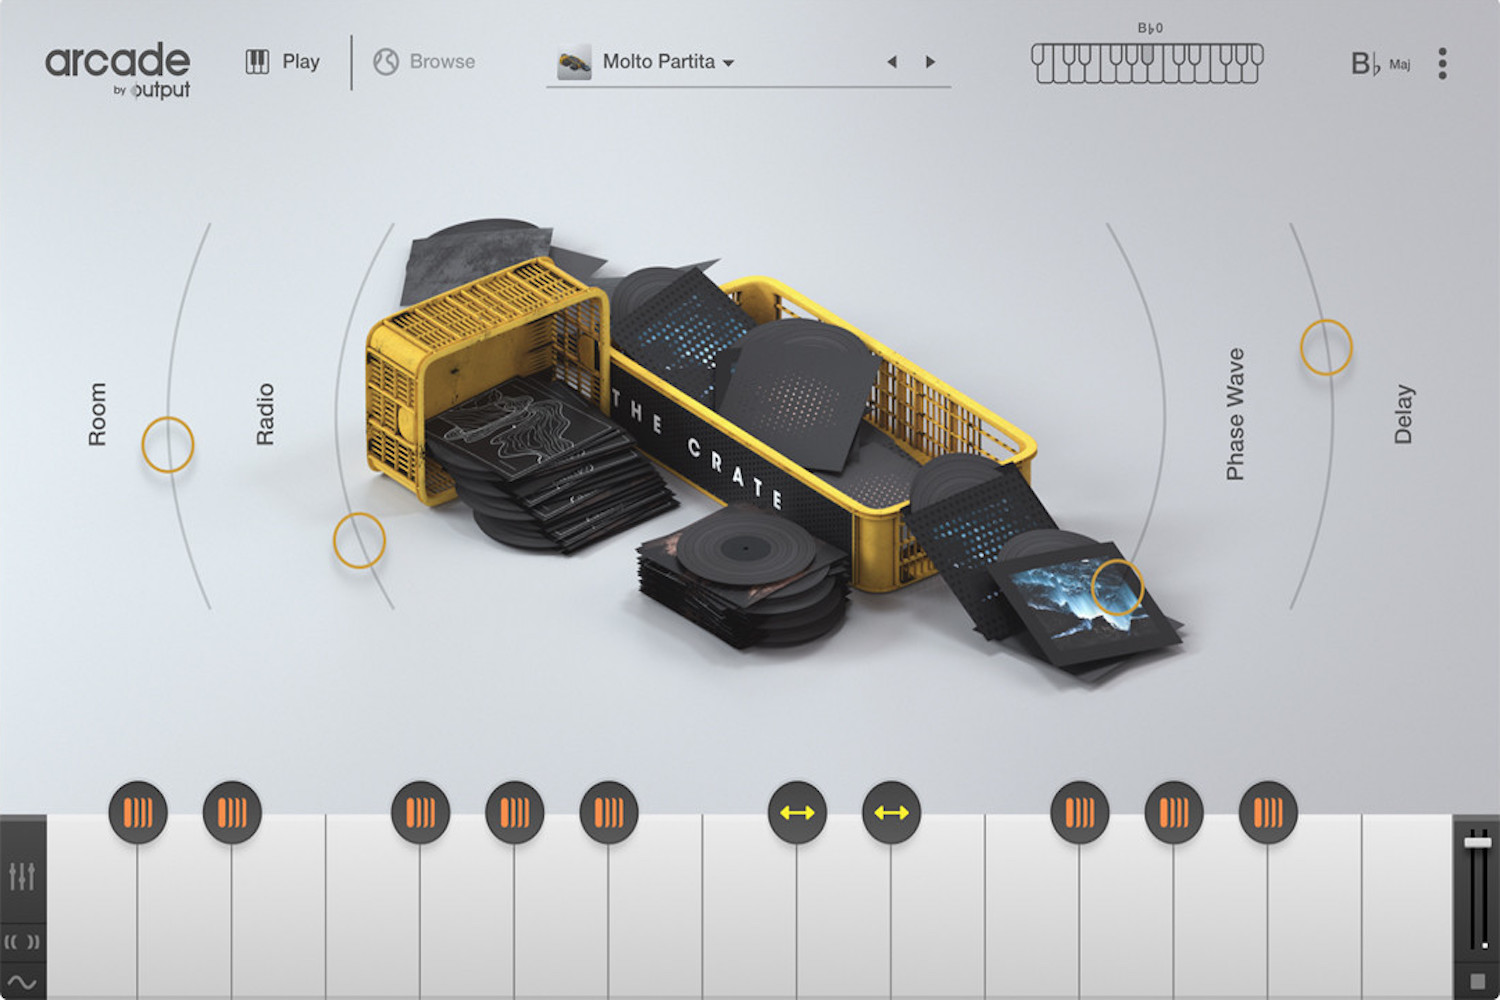 arcade
by output
Play
Browse
Molto Partita
B♭0
B♭ Maj
Room
Radio
THE CRATE
Phase Wave
Delay